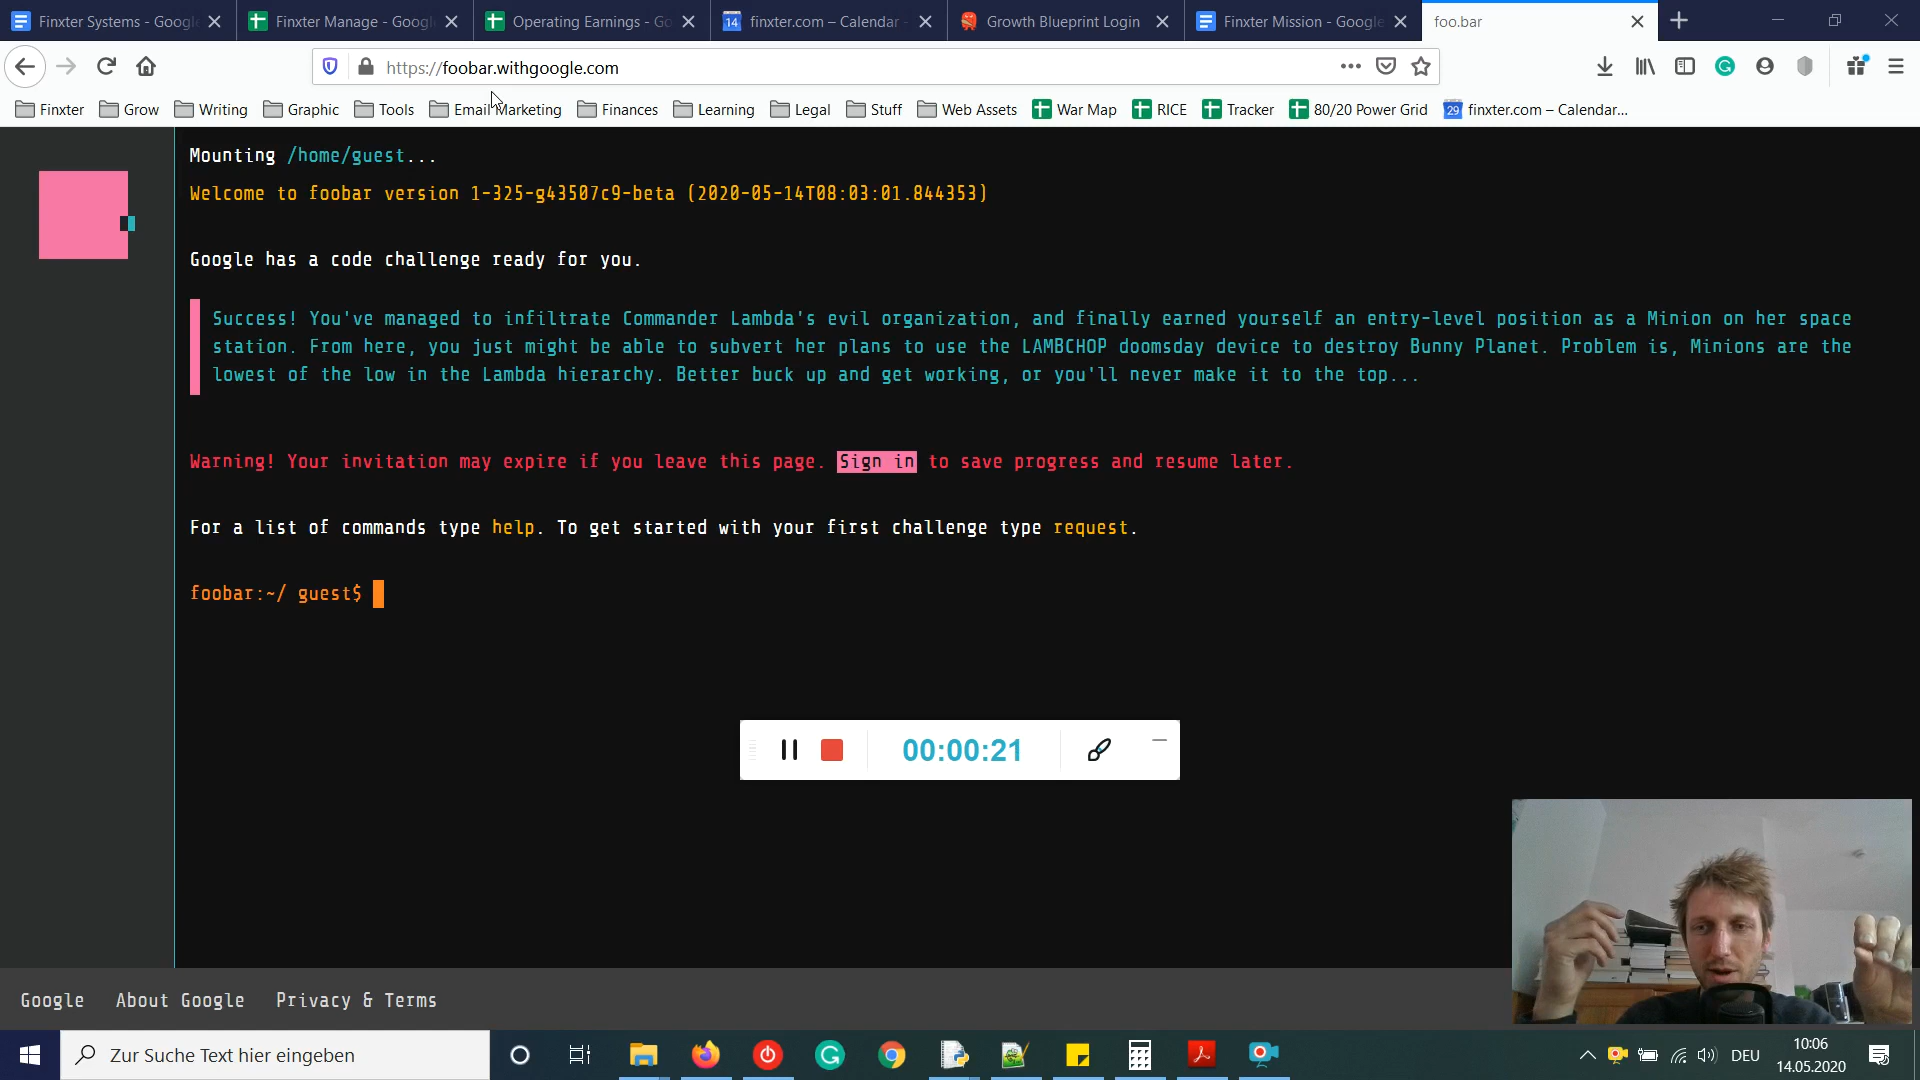 Finxter Systems - Google
Finxter Manage - Google
Operating Earnings - Go
14
finxter.com – Calendar -
Growth Blueprint Login
Finxter Mission - Google
foo.bar
https://foobar.withgoogle.com
Finxter
Grow
Writing
Graphic
Tools
Email Marketing
Finances
Learning
Legal
Stuff
Web Assets
War Map
RICE
Tracker
80/20 Power Grid
29
finxter.com – Calendar...
Mounting /home/guest...
Welcome to foobar version 1-325-g43507c9-beta (2020-05-14T08:03:01.844353)
Google has a code challenge ready for you.
Success! You've managed to infiltrate Commander Lambda's evil organization, and finally earned yourself an entry-level position as a Minion on her space
station. From here, you just might be able to subvert her plans to use the LAMBCHOP doomsday device to destroy Bunny Planet. Problem is, Minions are the
lowest of the low in the Lambda hierarchy. Better buck up and get working, or you'll never make it to the top...
Warning! Your invitation may expire if you leave this page. Sign in to save progress and resume later.
For a list of commands type help. To get started with your first challenge type request.
foobar:~/ guest$
00:00:21
Google
About Google
Privacy & Terms
Zur Suche Text hier eingeben
DEU
10:06
14.05.2020